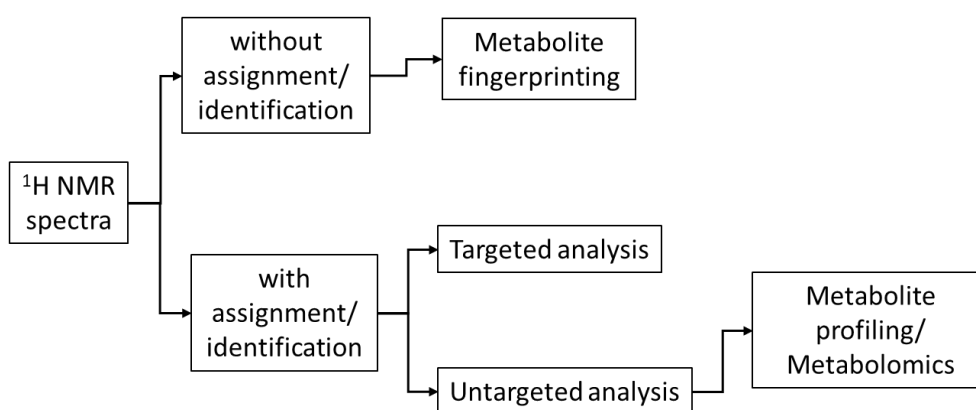 without
assignment/
identification
Metabolite
fingerprinting
¹H NMR
spectra
with
assignment/
identification
Targeted analysis
Untargeted analysis
Metabolite
profiling/
Metabolomics